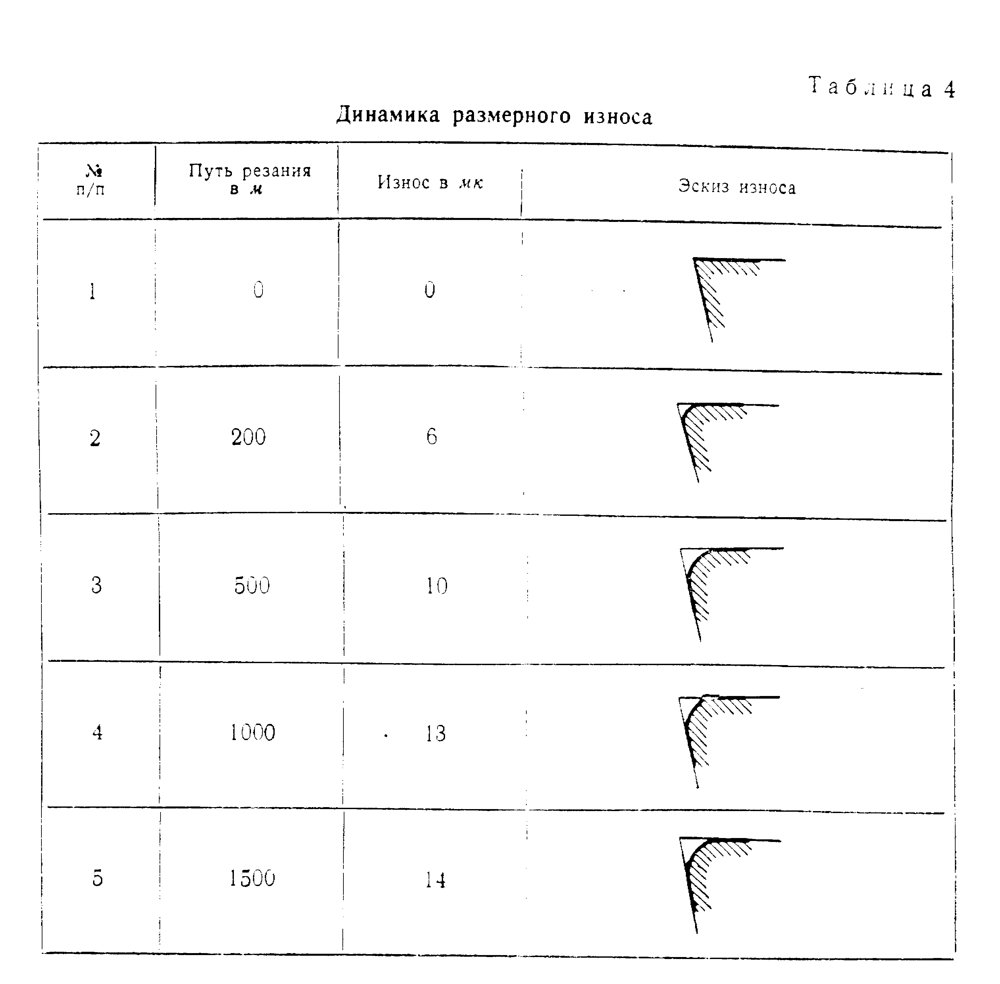 Таблица 4
Динамика размерного износа
№ п/п
Путь резания в м
Износ в мк
Эскиз износа
1 0 0
2 200 6
3 500 10
4 1000 13
5 1500 14